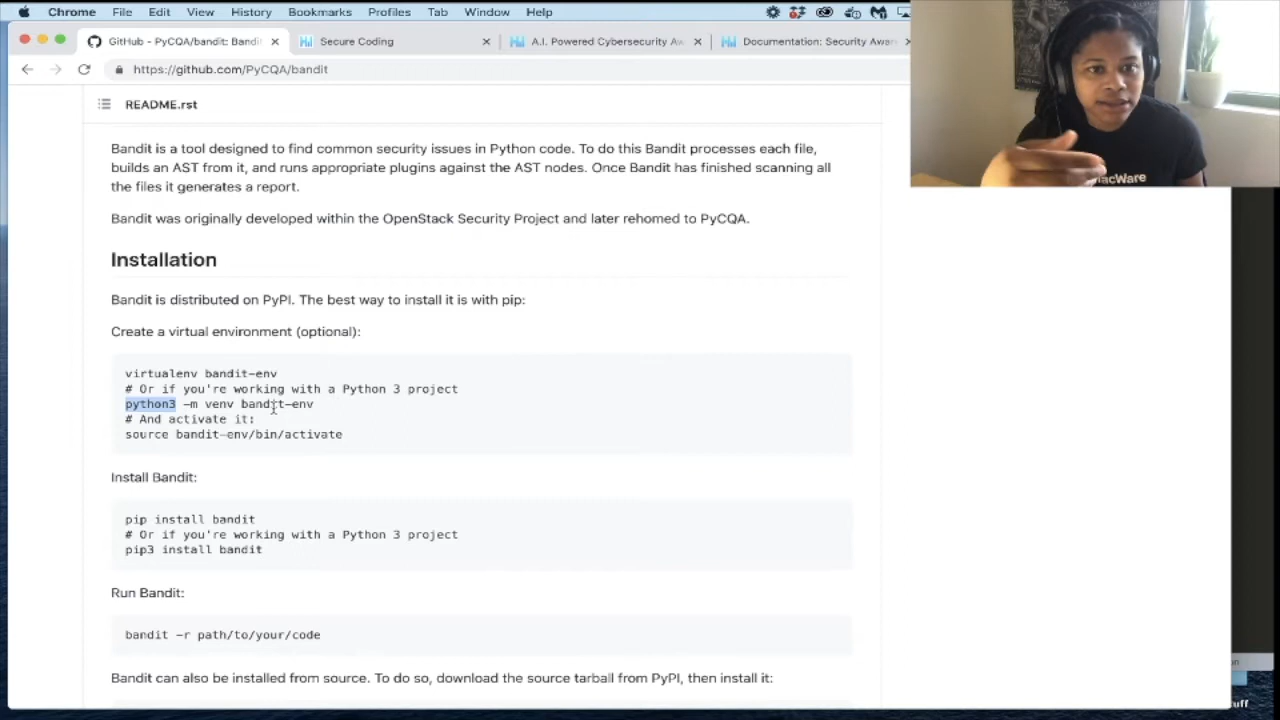 Chrome File Edit View History Bookmarks Profiles Tab Window Help
GitHub - PyCQA/bandit: Bandit
Secure Coding
A.I. Powered Cybersecurity Aw
Documentation: Security Awar
https://github.com/PyCQA/bandit
README.rst
Bandit is a tool designed to find common security issues in Python code. To do this Bandit processes each file,
builds an AST from it, and runs appropriate plugins against the AST nodes. Once Bandit has finished scanning all
the files it generates a report.
Bandit was originally developed within the OpenStack Security Project and later rehomed to PyCQA.
Installation
Bandit is distributed on PyPI. The best way to install it is with pip:
Create a virtual environment (optional):
virtualenv bandit-env
# Or if you're working with a Python 3 project
python3 -m venv bandit-env
# And activate it:
source bandit-env/bin/activate
Install Bandit:
pip install bandit
# Or if you're working with a Python 3 project
pip3 install bandit
Run Bandit:
bandit -r path/to/your/code
Bandit can also be installed from source. To do so, download the source tarball from PyPI, then install it: